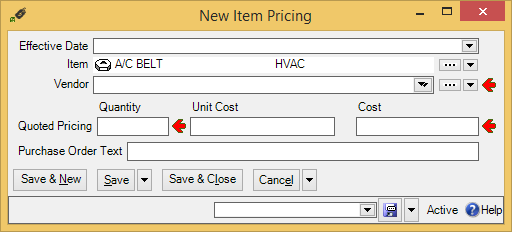 New Item Pricing
Effective Date
Item A/C BELT HVAC ...
Vendor ...
Quantity Unit Cost Cost
Quoted Pricing
Purchase Order Text
Save & New Save Save & Close Cancel
Active ? Help